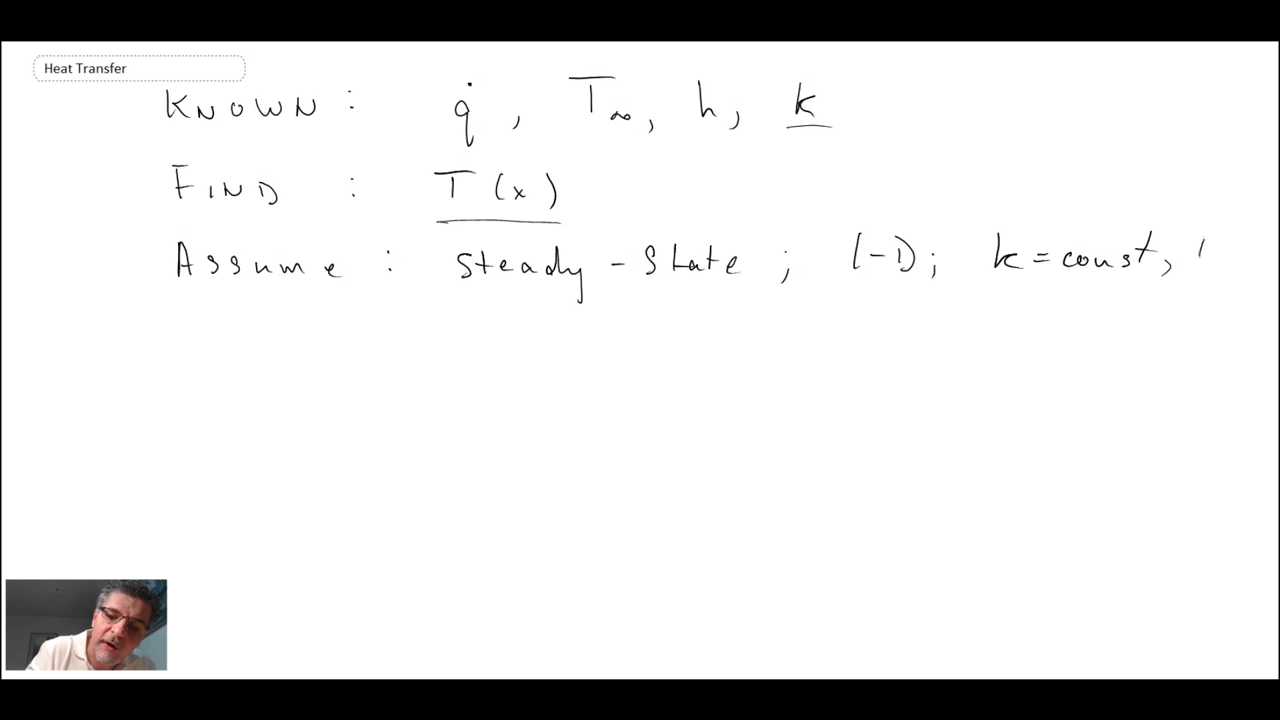 Heat Transfer
KNOWN : q̇ , T∞, h, k
FIND : T(x)
Assume : steady-state ; 1-D; k = const,